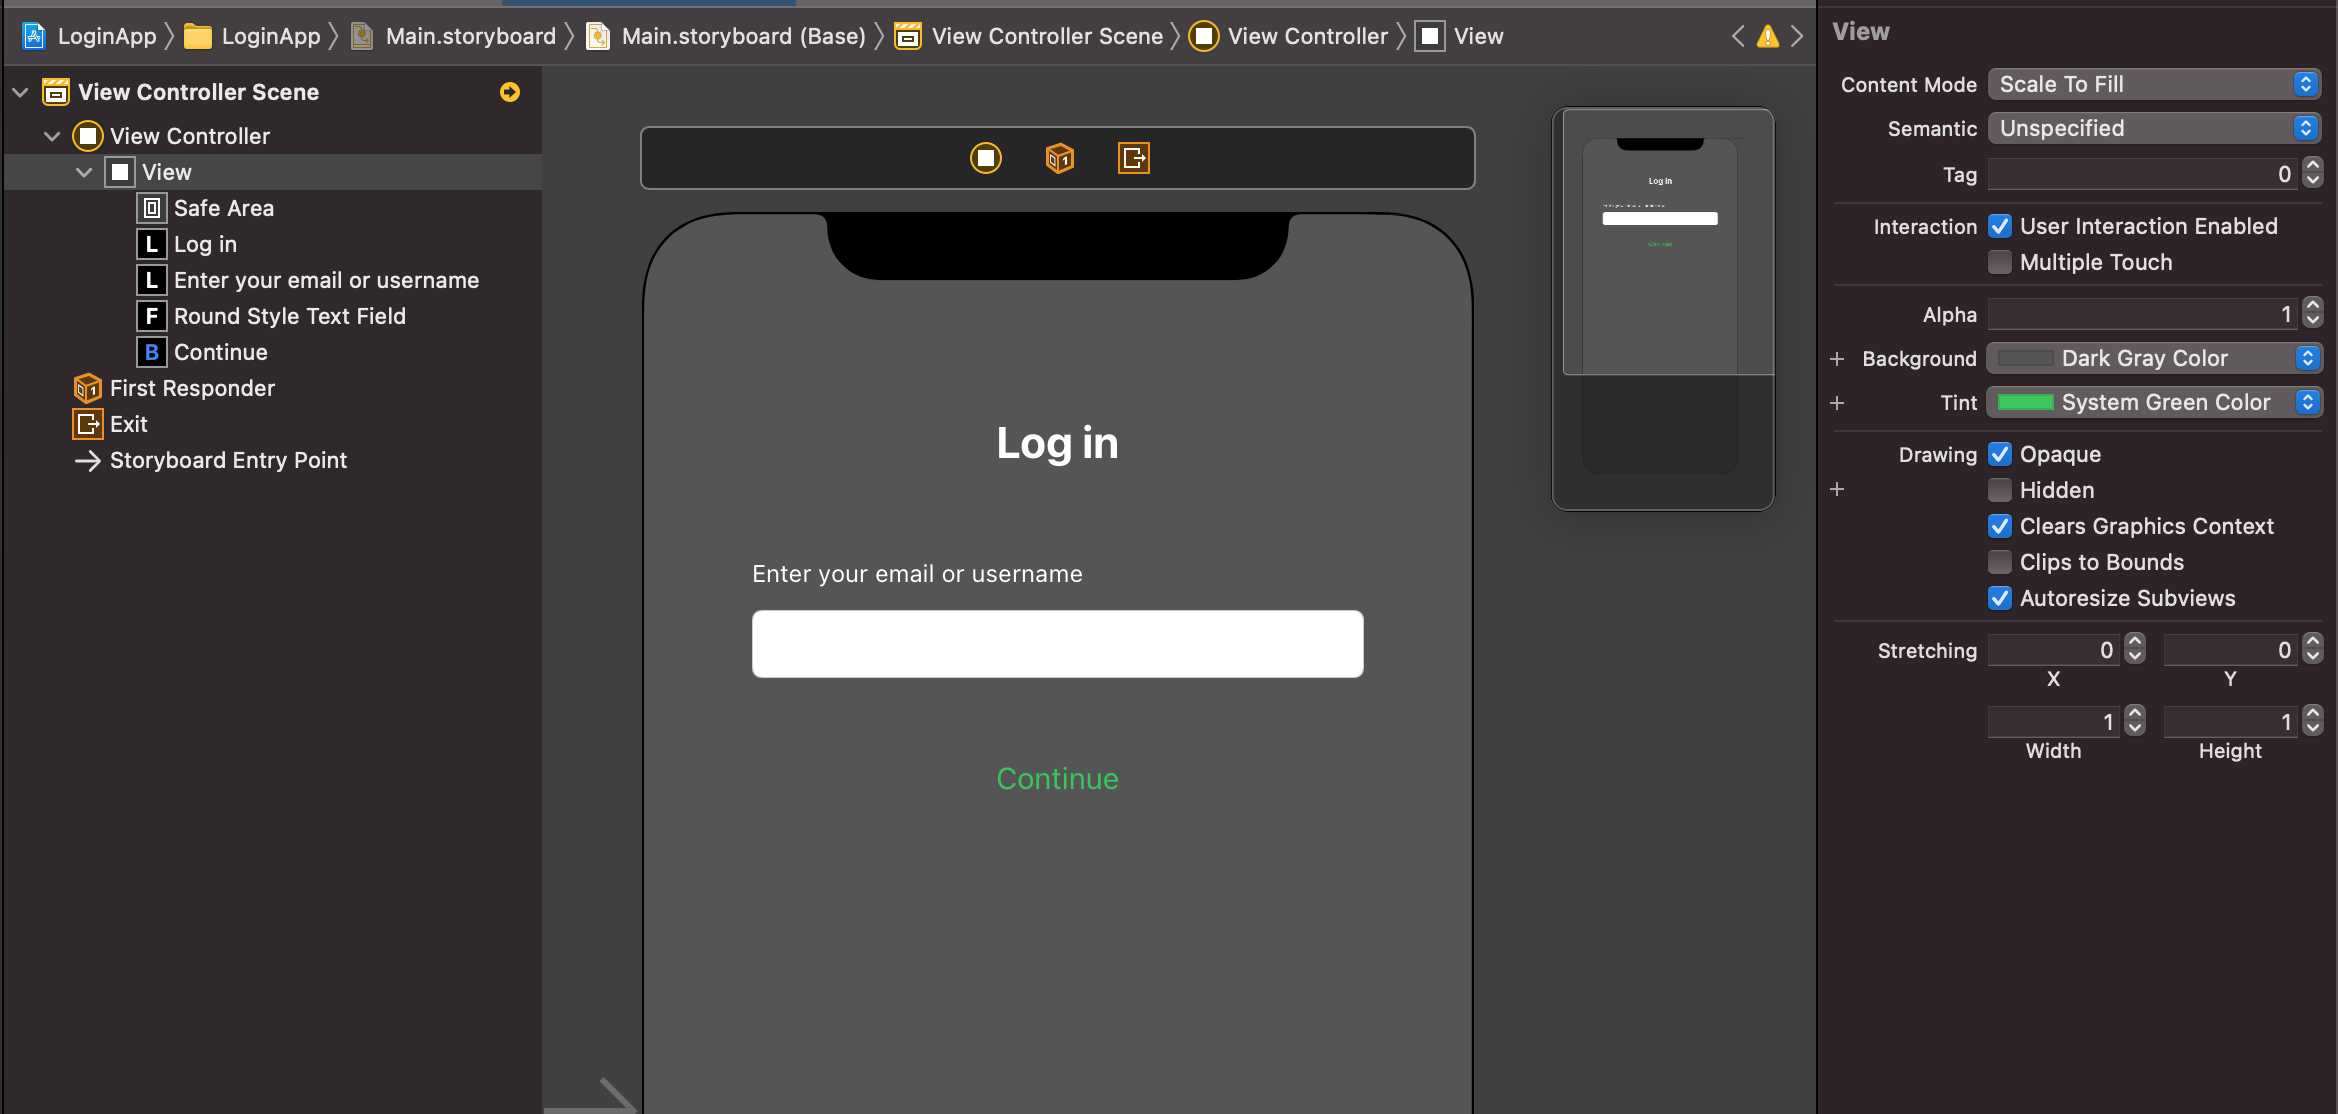 LoginApp
LoginApp
Main.storyboard
Main.storyboard (Base)
View Controller Scene
View Controller
View
View Controller Scene
View Controller
View
Safe Area
L Log in
L Enter your email or username
F Round Style Text Field
B Continue
First Responder
Exit
Storyboard Entry Point
1
Log in
Enter your email or username
Continue
Log in
Continue
View
Content Mode Scale To Fill
Semantic Unspecified
Tag 0
Interaction User Interaction Enabled
Multiple Touch
Alpha 1
Background Dark Gray Color
Tint System Green Color
Drawing Opaque
Hidden
Clears Graphics Context
Clips to Bounds
Autoresize Subviews
Stretching 0 0
X Y
1 1
Width Height